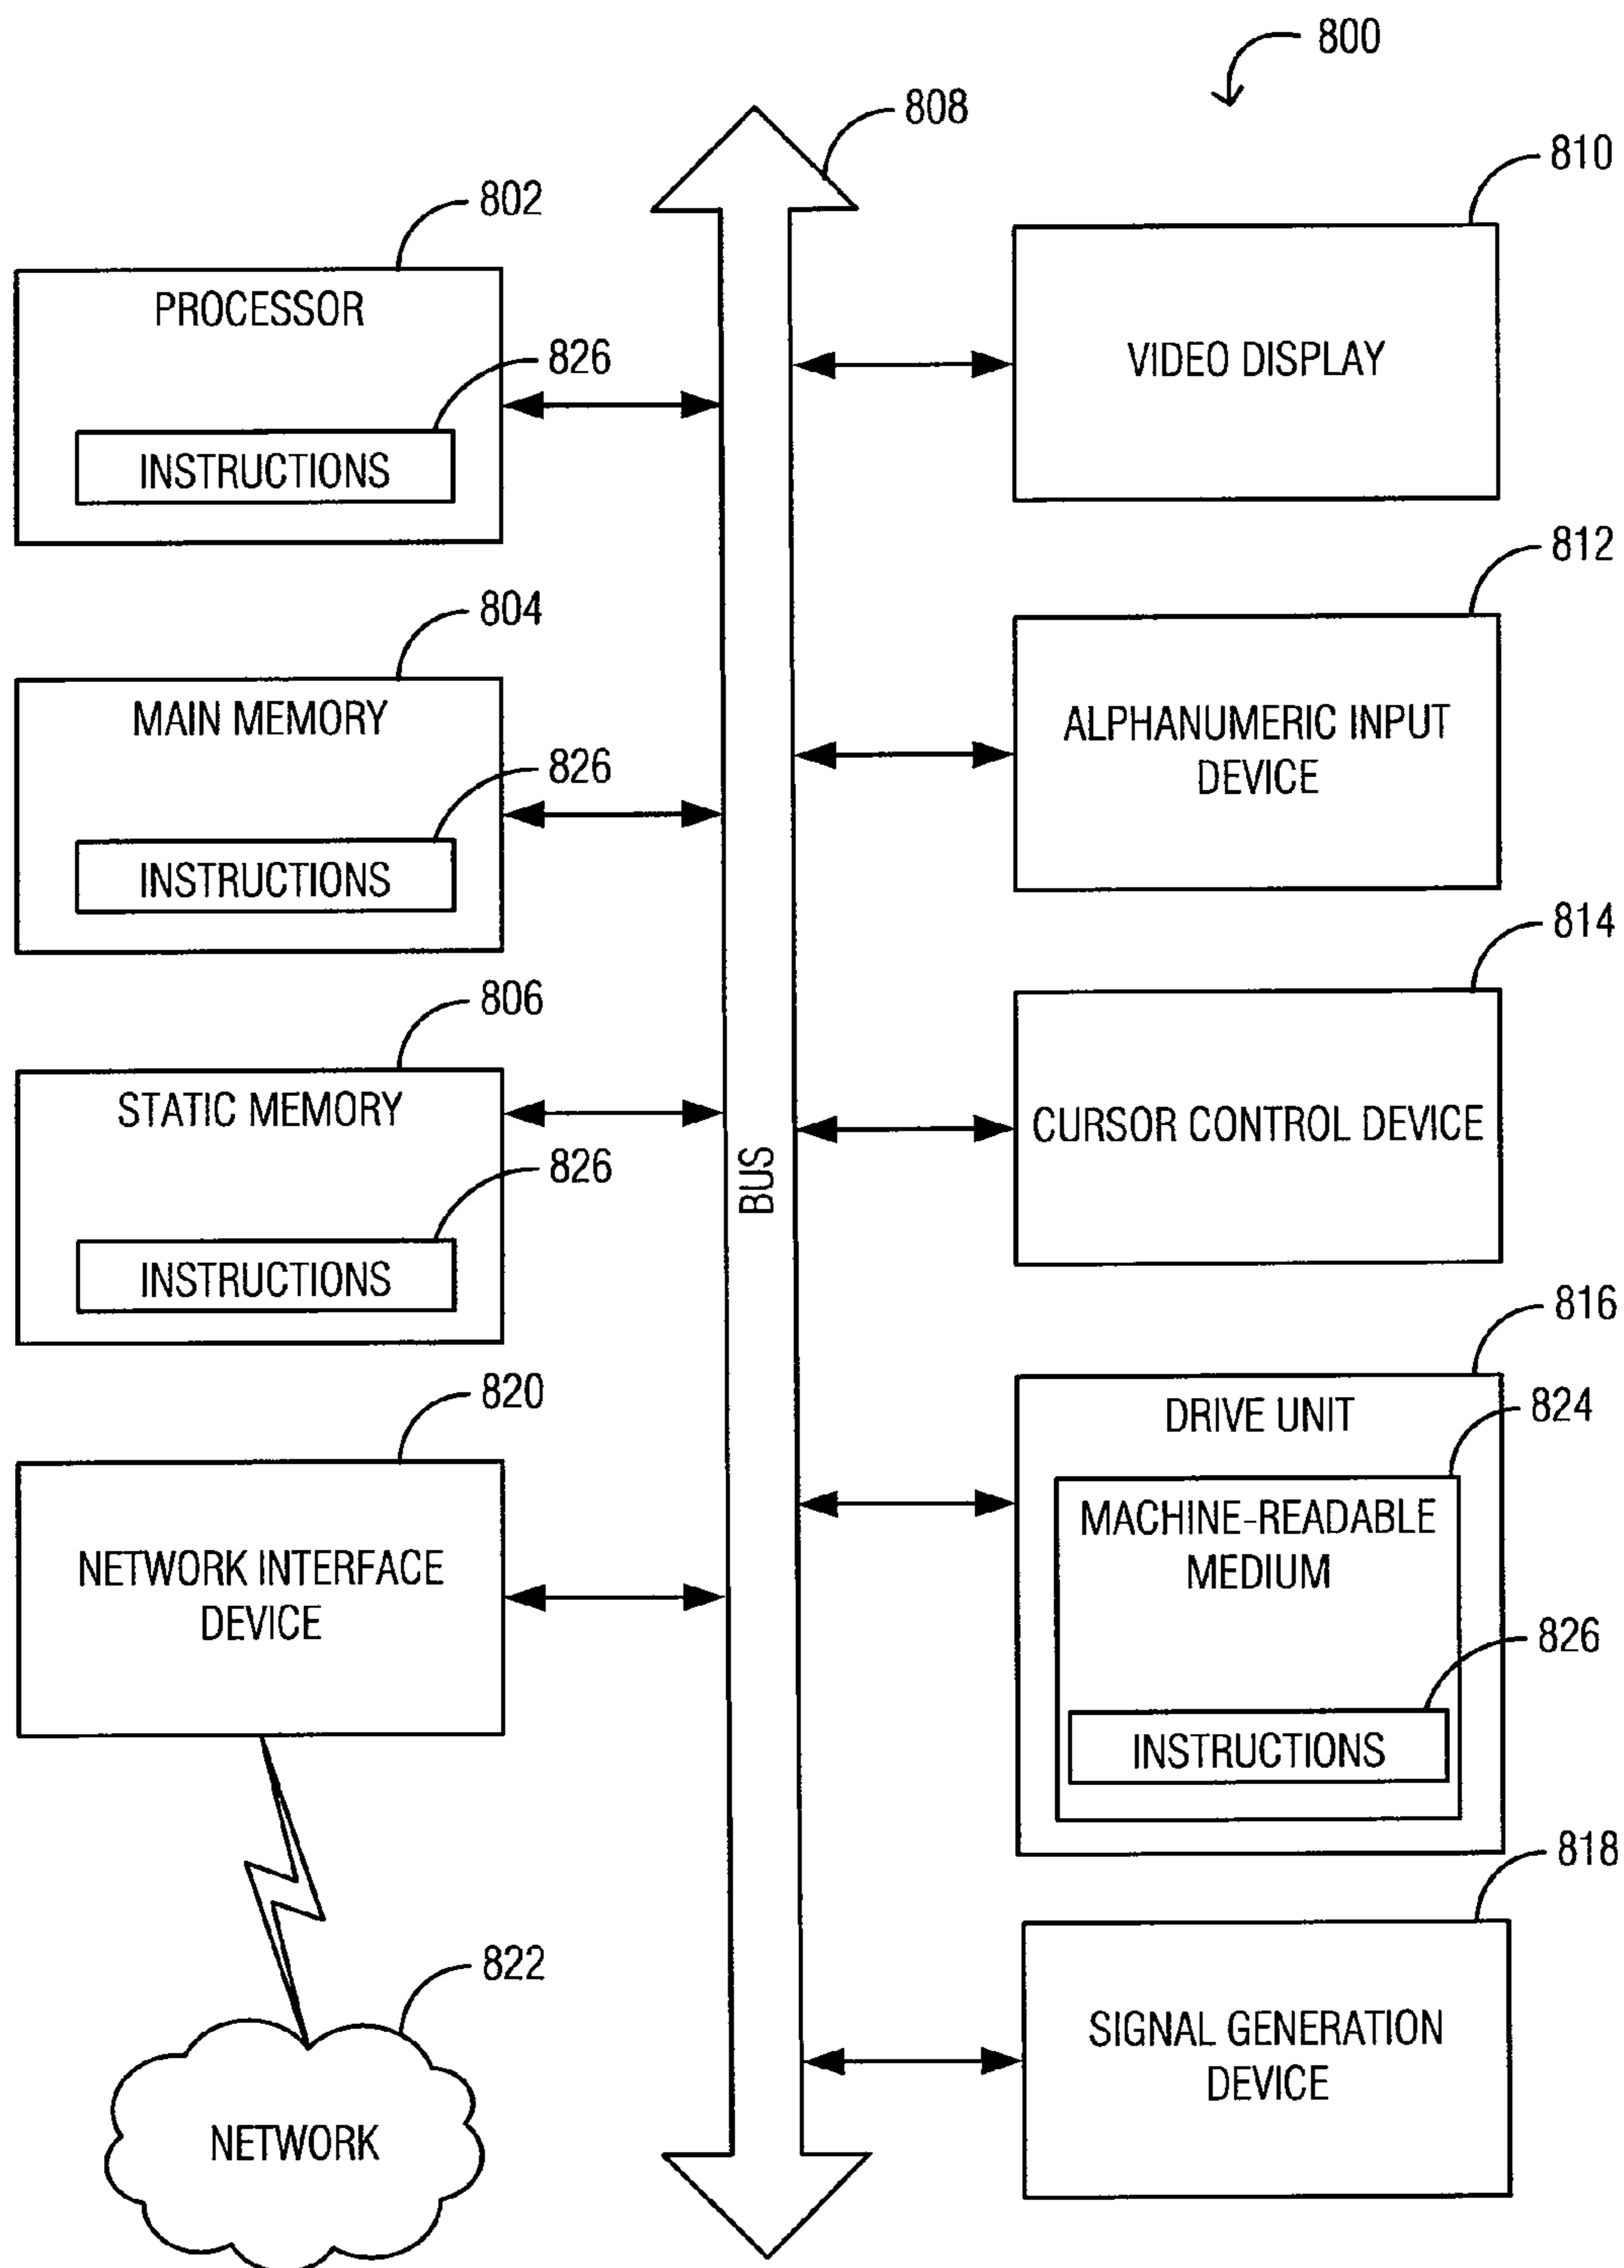 800
808
802
PROCESSOR
826
INSTRUCTIONS
804
MAIN MEMORY
826
INSTRUCTIONS
806
STATIC MEMORY
826
INSTRUCTIONS
820
NETWORK INTERFACE
DEVICE
822
NETWORK
BUS
810
VIDEO DISPLAY
812
ALPHANUMERIC INPUT
DEVICE
814
CURSOR CONTROL DEVICE
816
DRIVE UNIT
824
MACHINE-READABLE
MEDIUM
826
INSTRUCTIONS
818
SIGNAL GENERATION
DEVICE